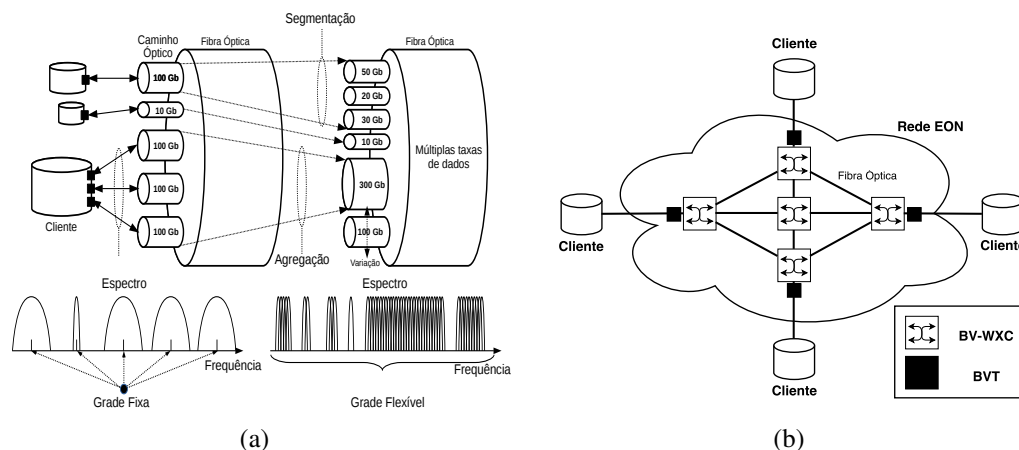 Segmentação
Caminho
Óptico
Fibra Óptica
Fibra Óptica
100 Gb
10 Gb
100 Gb
100 Gb
100 Gb
50 Gb
20 Gb
30 Gb
10 Gb
300 Gb
100 Gb
Múltiplas taxas
de dados
Cliente
Agregação
Variação
Espectro
Espectro
Frequência
Frequência
Grade Fixa
Grade Flexível
(a)
Cliente
Rede EON
Fibra Óptica
Cliente
Cliente
Cliente
BV-WXC
BVT
(b)